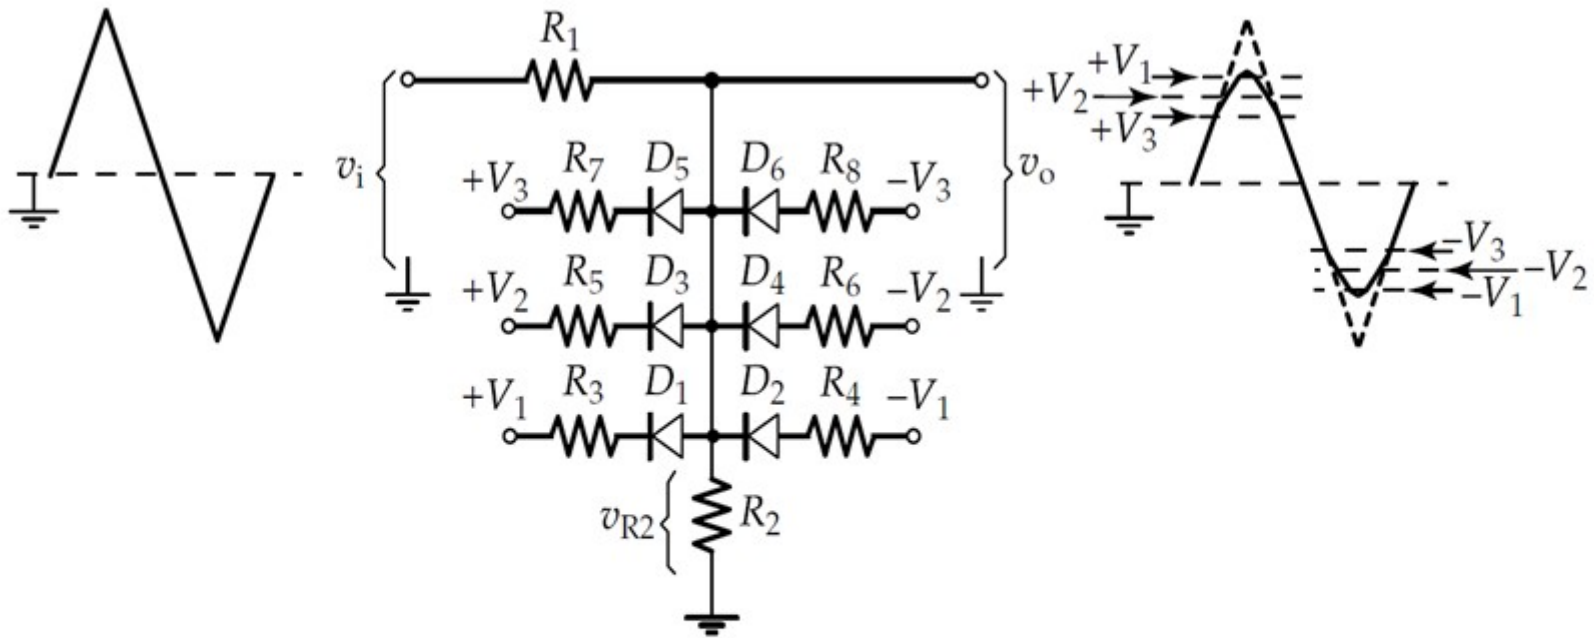 R₁
vᵢ
+V₃ R₇ D₅ D₆ R₈ −V₃
vₒ
+V₂ R₅ D₃ D₄ R₆ −V₂
+V₁ R₃ D₁ D₂ R₄ −V₁
v_R2 R₂
+V₁
+V₂
+V₃
−V₃
−V₂
−V₁